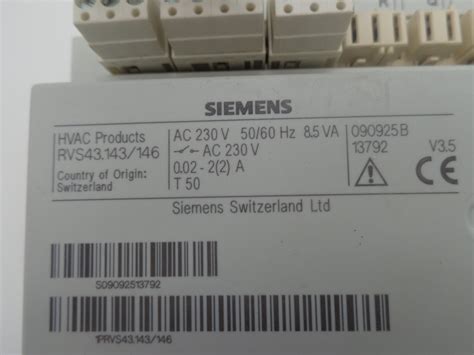 SIEMENS
HVAC Products
RVS43.143/146
Country of Origin:
Switzerland
AC 230 V 50/60 Hz 8.5 VA
AC 230 V
0.02 - 2(2) A
T 50
090925B
13792 V3.5
CE
Siemens Switzerland Ltd
S09092513792
1PRVS43.143/146